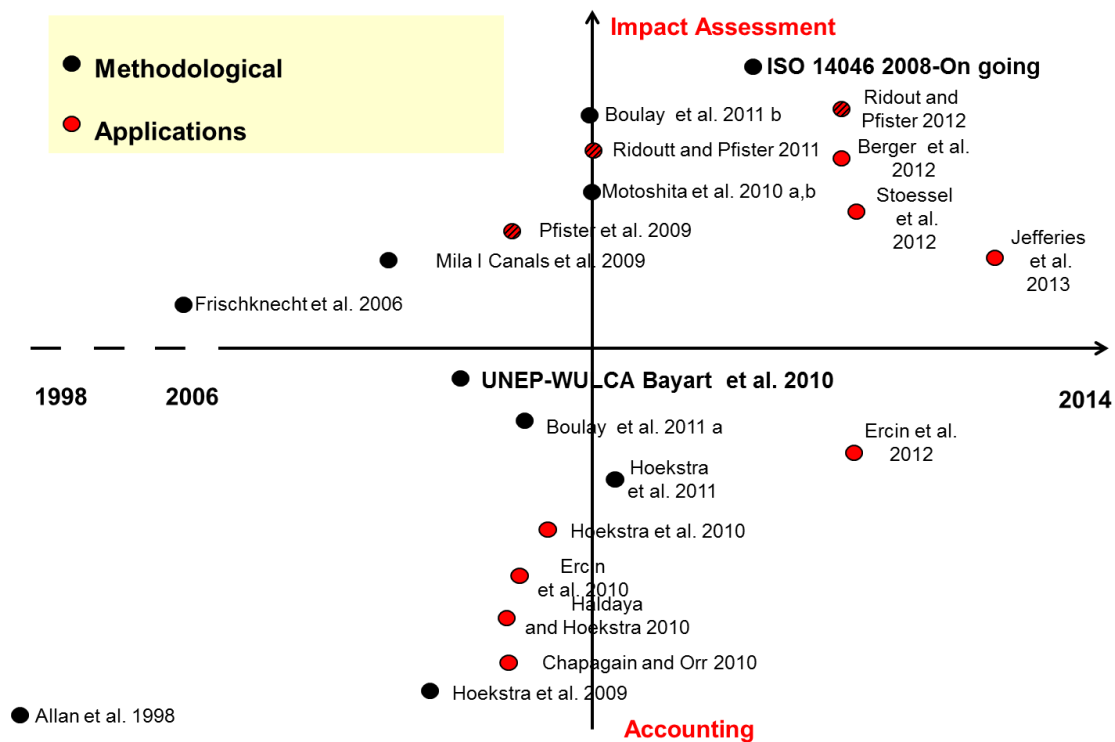 Impact Assessment
Methodological
Applications
ISO 14046 2008-On going
Ridout and
Pfister 2012
Boulay et al. 2011 b
Ridoutt and Pfister 2011
Berger et al.
2012
Motoshita et al. 2010 a,b
Stoessel
et al.
2012
Pfister et al. 2009
Mila I Canals et al. 2009
Jefferies
et al.
2013
Frischknecht et al. 2006
1998
2006
2014
UNEP-WULCA Bayart et al. 2010
Boulay et al. 2011 a
Ercin et al.
2012
Hoekstra
et al. 2011
Hoekstra et al. 2010
Ercin
et al. 2010
Haldaya
and Hoekstra 2010
Chapagain and Orr 2010
Hoekstra et al. 2009
Allan et al. 1998
Accounting